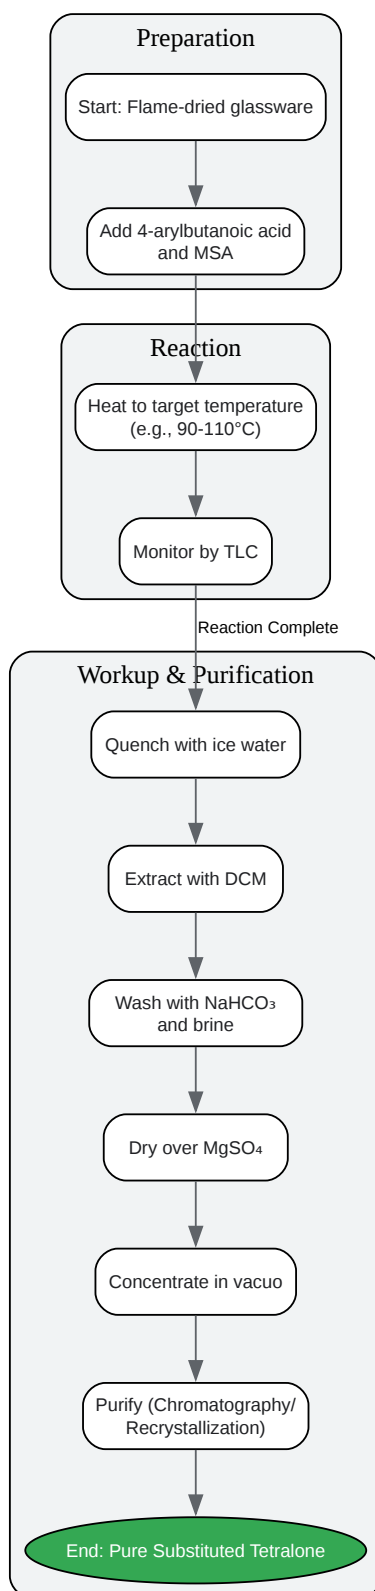 Preparation
Start: Flame-dried glassware
Add 4-arylbutanoic acid
and MSA
Reaction
Heat to target temperature
(e.g., 90-110°C)
Monitor by TLC
Reaction Complete
Workup & Purification
Quench with ice water
Extract with DCM
Wash with NaHCO₃
and brine
Dry over MgSO₄
Concentrate in vacuo
Purify (Chromatography/
Recrystallization)
End: Pure Substituted Tetralone